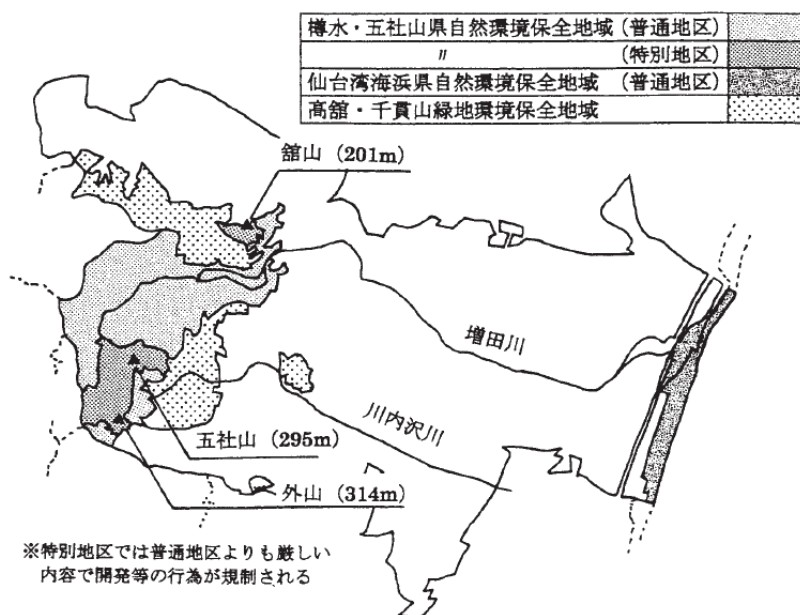 樽水・五社山県自然環境保全地域(普通地区)
〃 (特別地区)
仙台湾海浜県自然環境保全地域 (普通地区)
高舘・千貫山緑地環境保全地域
舘山 (201m)
増田川
川内沢川
五社山 (295m)
外山 (314m)
※特別地区では普通地区よりも厳しい
内容で開発等の行為が規制される